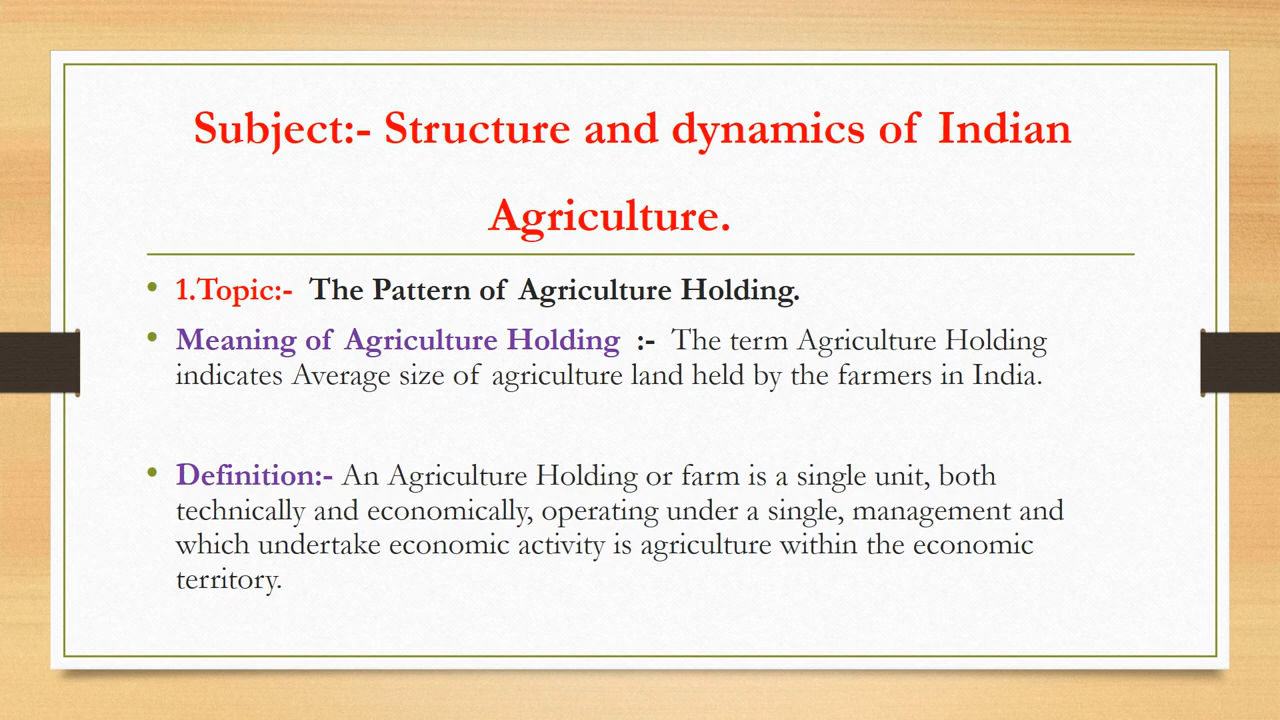 Subject:- Structure and dynamics of Indian
Agriculture.
• 1.Topic:- The Pattern of Agriculture Holding.
• Meaning of Agriculture Holding :- The term Agriculture Holding
indicates Average size of agriculture land held by the farmers in India.
• Definition:- An Agriculture Holding or farm is a single unit, both
technically and economically, operating under a single, management and
which undertake economic activity is agriculture within the economic
territory.